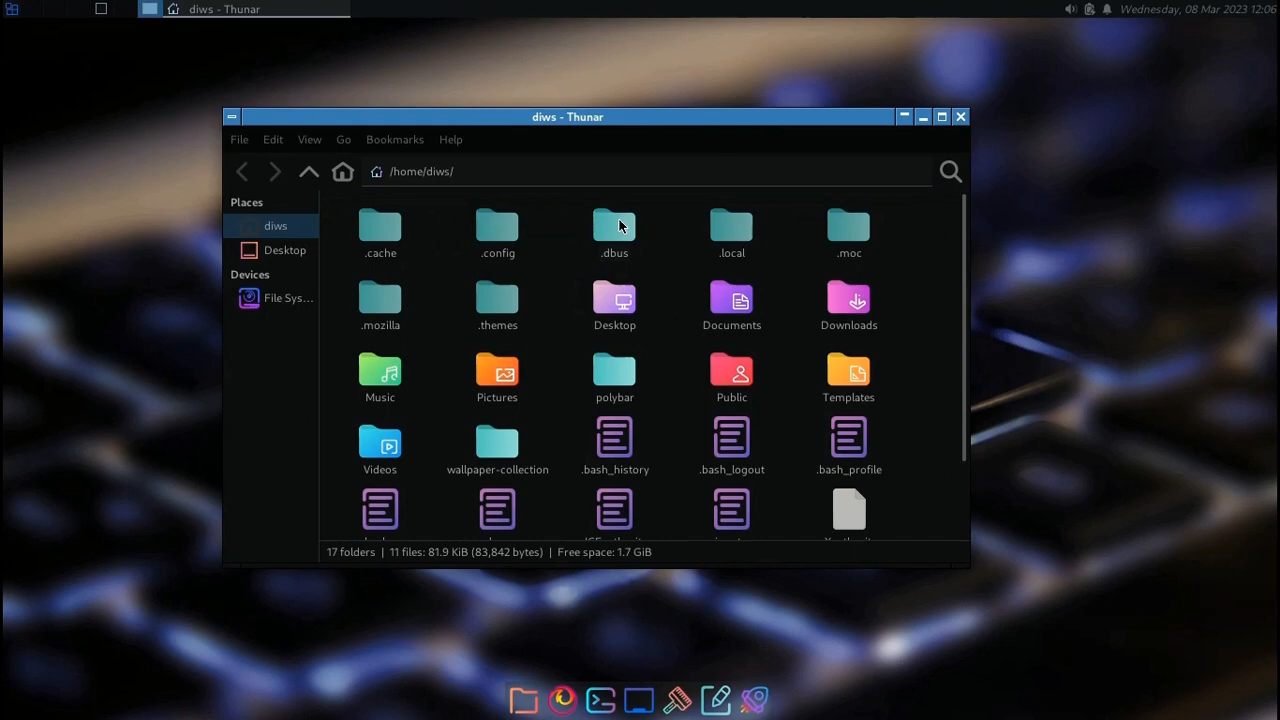 diws - Thunar
Wednesday, 08 Mar 2023 12:06
diws - Thunar
File Edit View Go Bookmarks Help
/home/diws/
Places
diws
Desktop
Devices
File Sys...
.cache .config .dbus .local .moc
.mozilla .themes Desktop Documents Downloads
Music Pictures polybar Public Templates
Videos wallpaper-collection .bash_history .bash_logout .bash_profile
17 folders | 11 files: 81.9 KiB (83,842 bytes) | Free space: 1.7 GiB